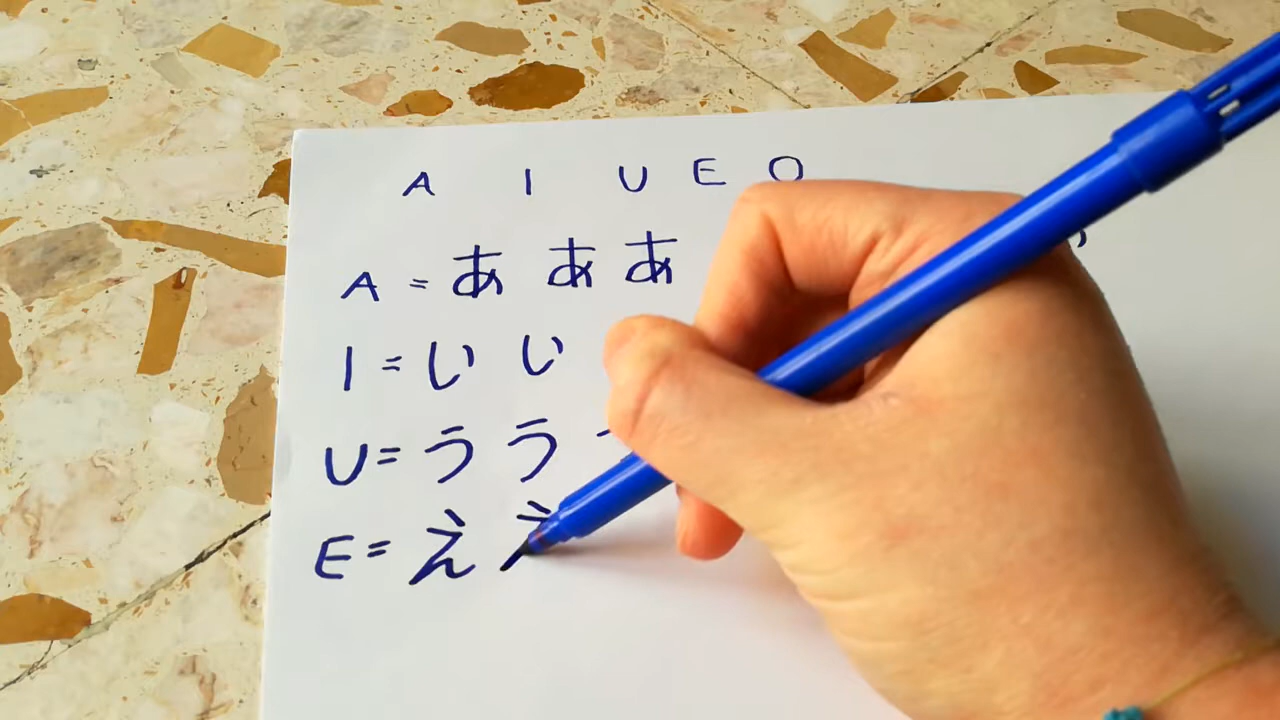 A I U E O
A = あ あ あ
I = い い
U = う う
E = え